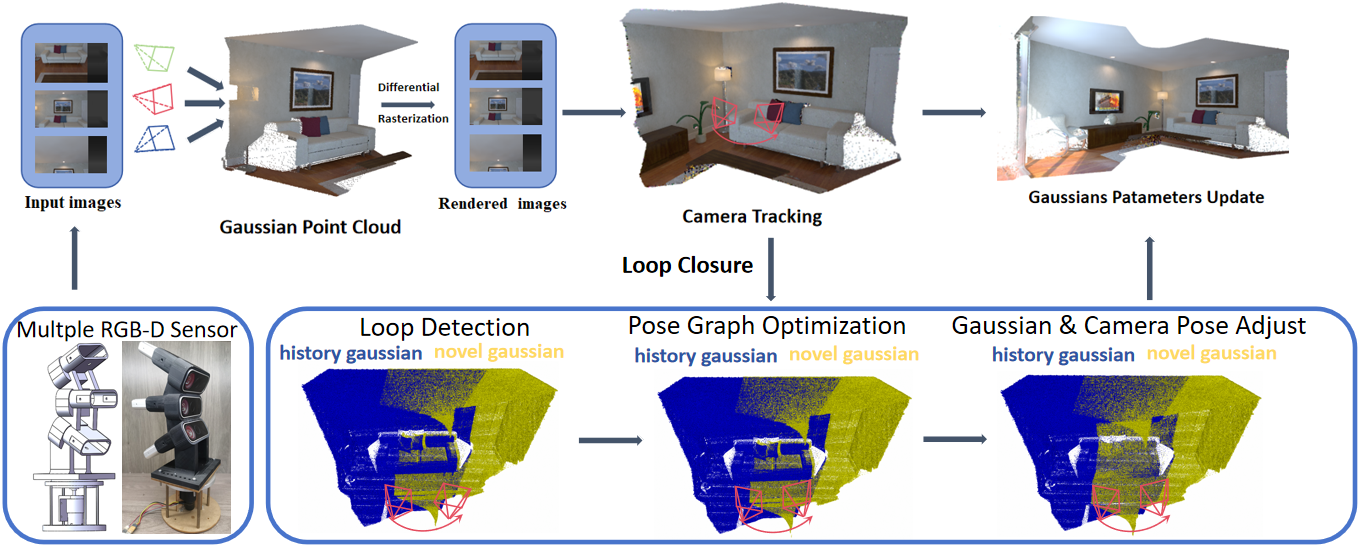 Input images
Gaussian Point Cloud
Differential
Rasterization
Rendered images
Camera Tracking
Gaussians Patameters Update
Loop Closure
Multple RGB-D Sensor
Loop Detection
history gaussian novel gaussian
Pose Graph Optimization
history gaussian novel gaussian
Gaussian & Camera Pose Adjust
history gaussian novel gaussian